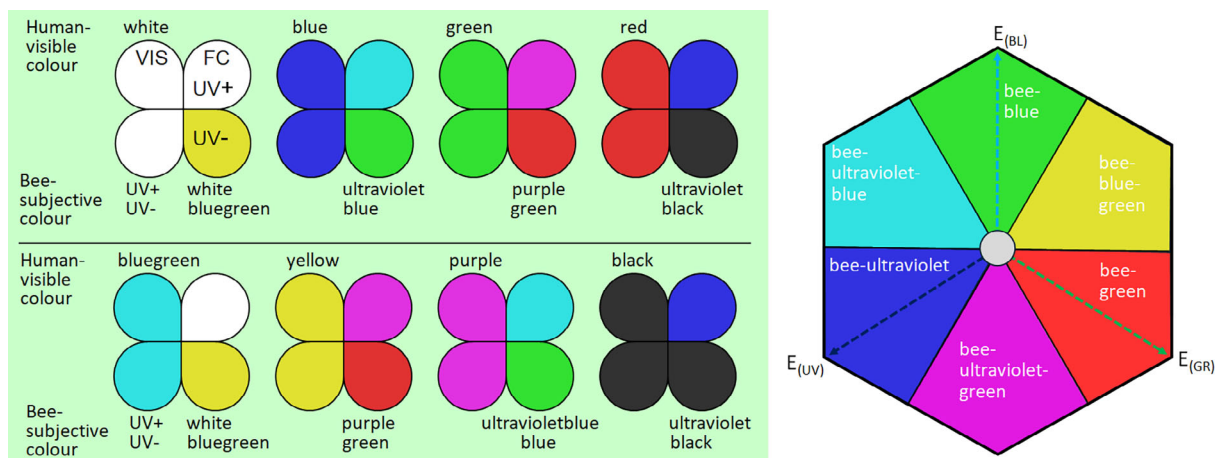 Human-
visible
colour
white
blue
green
red
VIS
FC
UV+
UV-
Bee-
subjective
colour
UV+
UV-
white
bluegreen
ultraviolet
blue
purple
green
ultraviolet
black
Human-
visible
colour
bluegreen
yellow
purple
black
Bee-
subjective
colour
UV+
UV-
white
bluegreen
purple
green
ultravioletblue
blue
ultraviolet
black
E(BL)
bee-
blue
bee-
ultraviolet-
blue
bee-
blue-
green
bee-ultraviolet
bee-
green
bee-
ultraviolet-
green
E(UV)
E(GR)